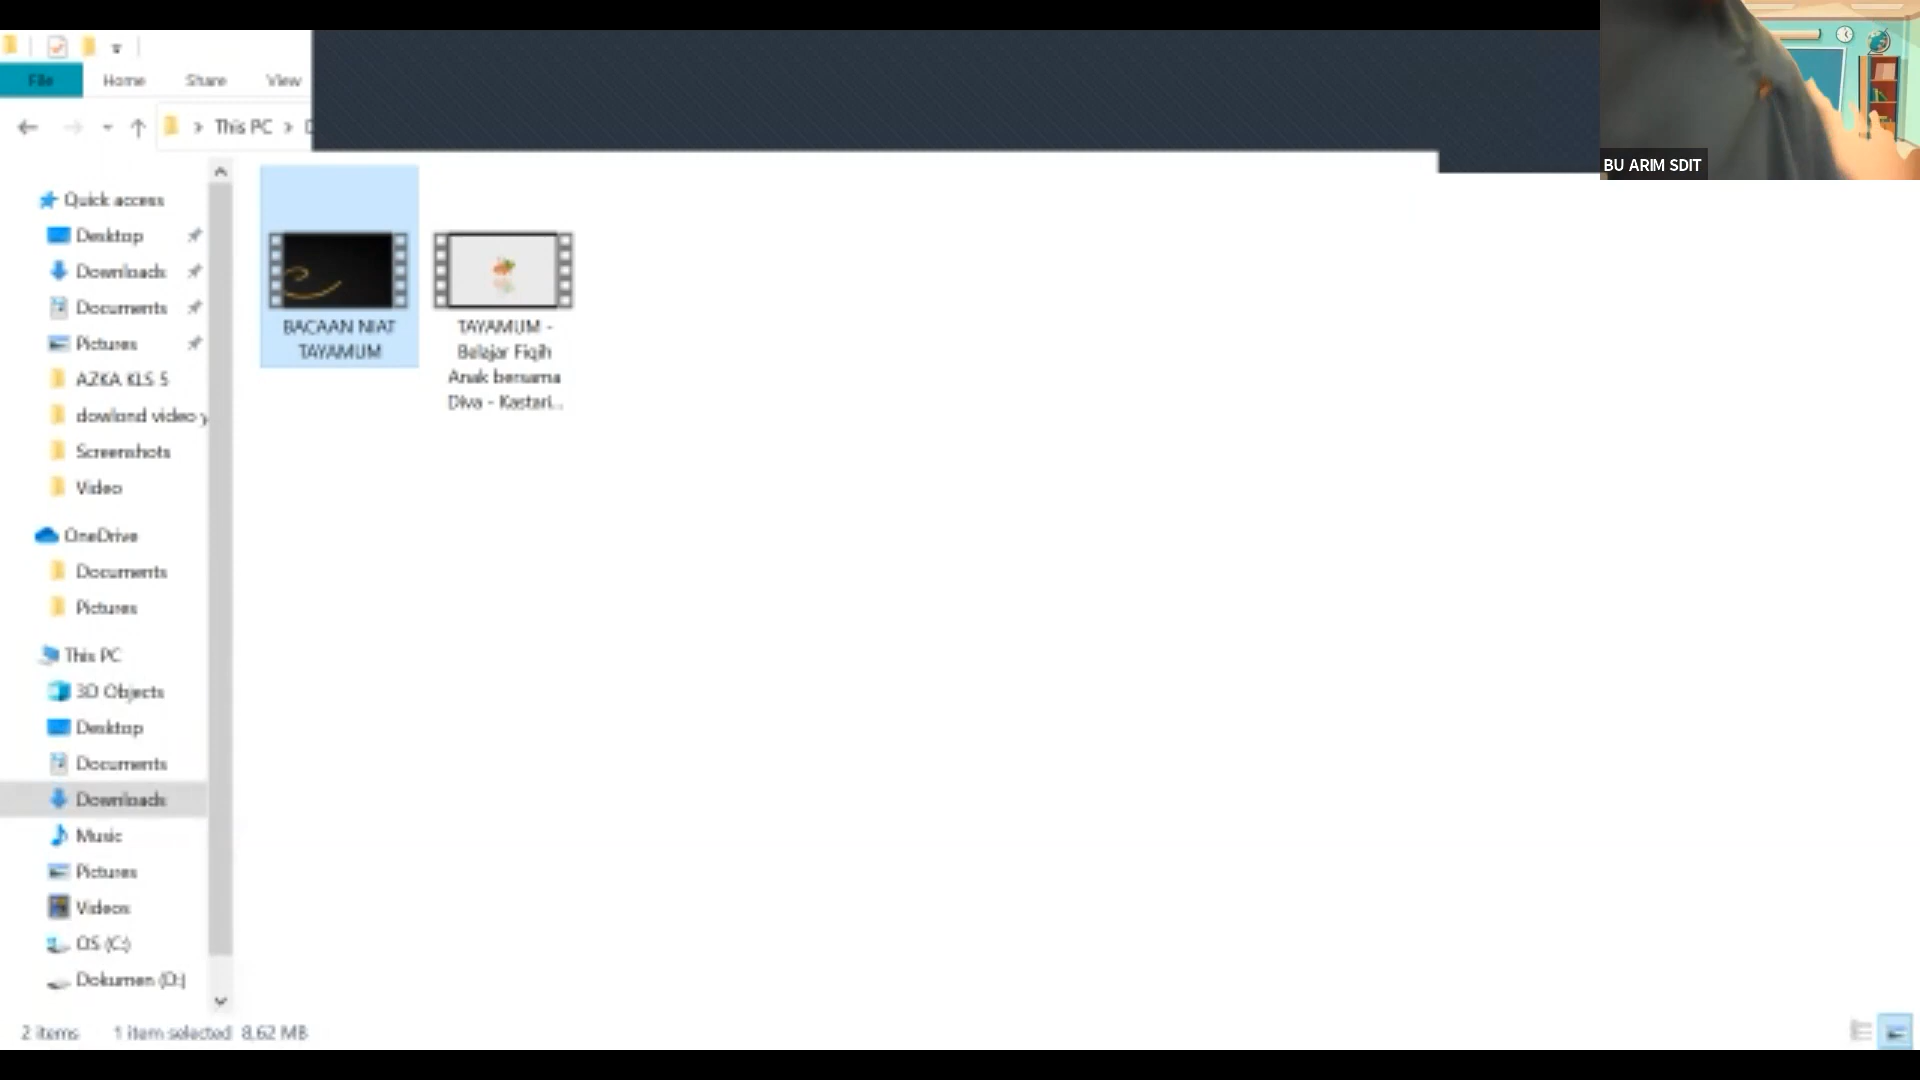 File Home Share View
This PC
BU ARIM SDIT
Quick access
Desktop
Downloads
Documents
Pictures
AZKA KLS 5
dowlond video
Screenshots
Video
OneDrive
Documents
Pictures
This PC
3D Objects
Desktop
Documents
Downloads
Music
Pictures
Videos
OS (C:)
Dokumen (D:)
BACAAN NIAT
TAYAMUM
TAYAMUM -
Belajar Fiqih
Anak bersama
Diva - Kastari...
2 items 1 item selected 8,62 MB